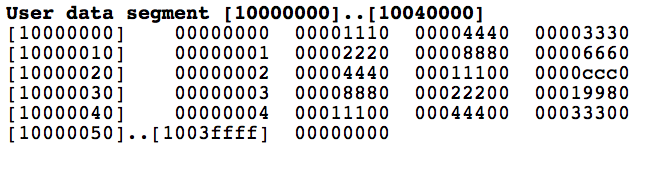 User data segment [10000000]..[10040000]
[10000000] 00000000 00001110 00004440 00003330
[10000010] 00000001 00002220 00008880 00006660
[10000020] 00000002 00004440 00011100 0000ccc0
[10000030] 00000003 00008880 00022200 00019980
[10000040] 00000004 00011100 00044400 00033300
[10000050]..[1003ffff] 00000000